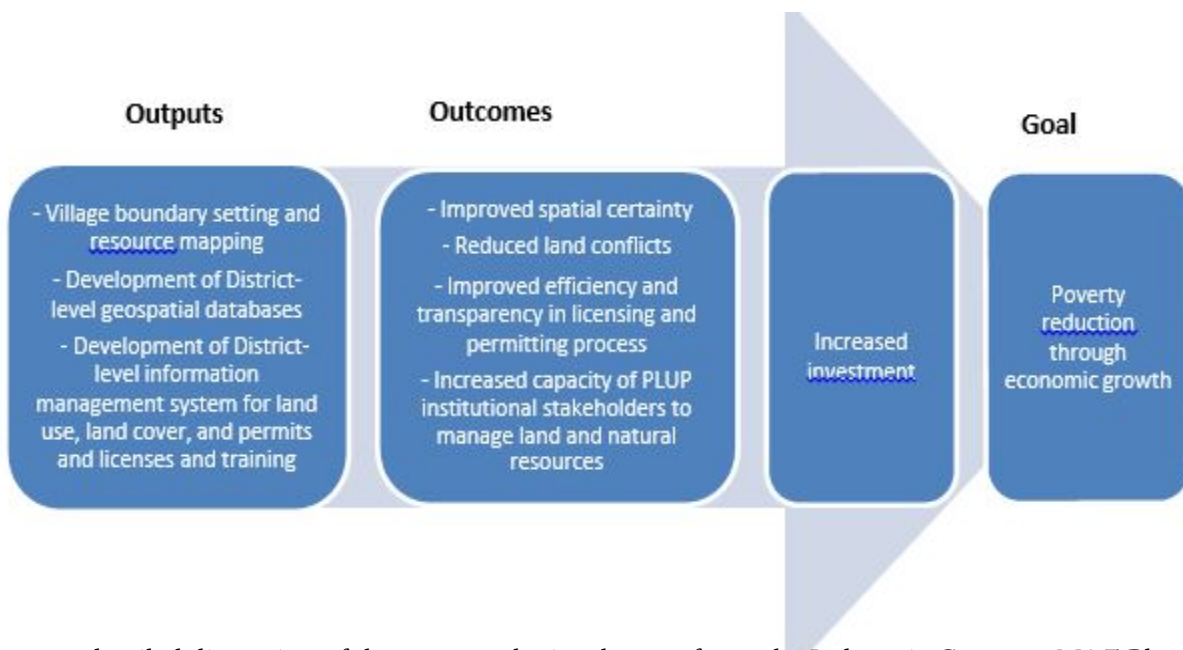 Outputs
Outcomes
Goal
- Village boundary setting and
resource mapping
- Development of District-
level geospatial databases
- Development of District-
level information
management system for land
use, land cover, and permits
and licenses and training
- Improved spatial certainty
- Reduced land conflicts
- Improved efficiency and
transparency in licensing and
permitting process
- Increased capacity of PLUP
institutional stakeholders to
manage land and natural
resources
Increased
investment
Poverty
reduction
through
economic growth